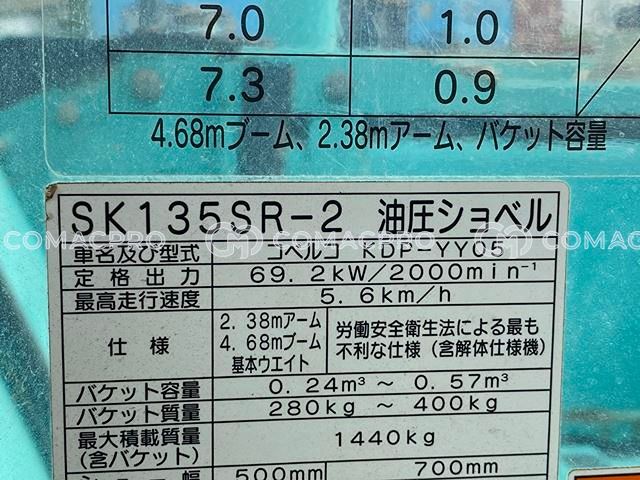 7.0 1.0
7.3 0.9
4.68mブーム、2.38mアーム、バケット容量
SK135SR-2 油圧ショベル
COMACPRO COMACPRO COMACPRO
車名及び型式 コベルコ KDP-YY05
定格出力 69.2kW/2000min⁻¹
最高走行速度 5.6km/h
仕様
2.38mアーム
4.68mブーム
基本ウエイト
労働安全衛生法による最も
不利な仕様（含解体仕様機）
バケット容量 0.24m³ ～ 0.57m³
バケット質量 280kg ～ 400kg
最大積載質量
(含バケット)
1440kg
シュー幅 500mm 700mm